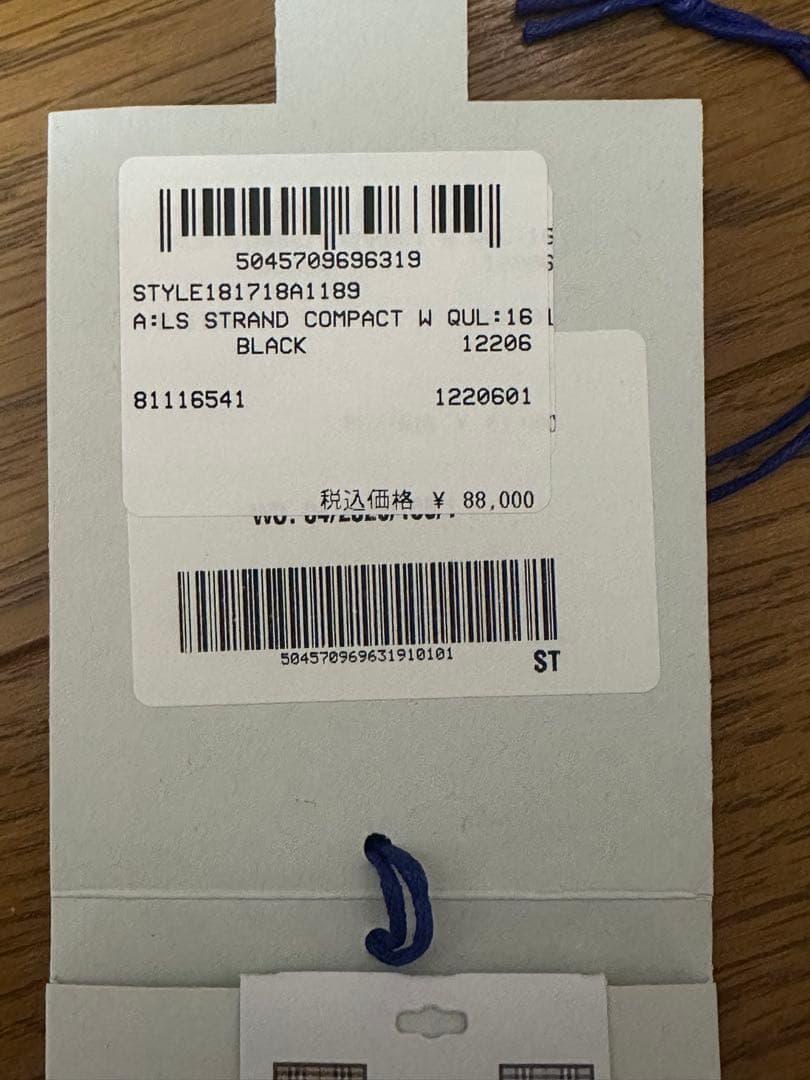 5045709696319
STYLE181718A1189
A:LS STRAND COMPACT W QUL:16
BLACK 12206
81116541 1220601
税込価格 ¥ 88,000
504570969631910101
ST